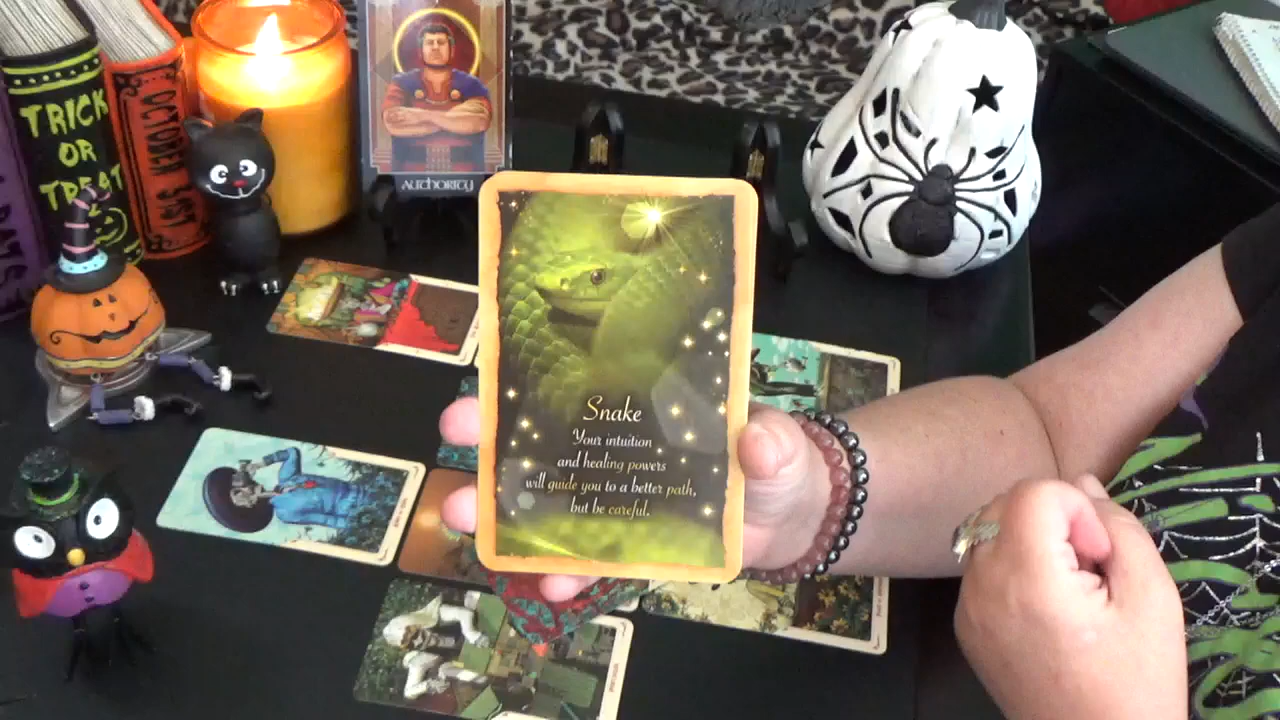 TRICK
OR
TREAT
OCTOBER 31ST
AUTHORITY
Snake
Your intuition
and healing powers
will guide you to a better path,
but be careful.